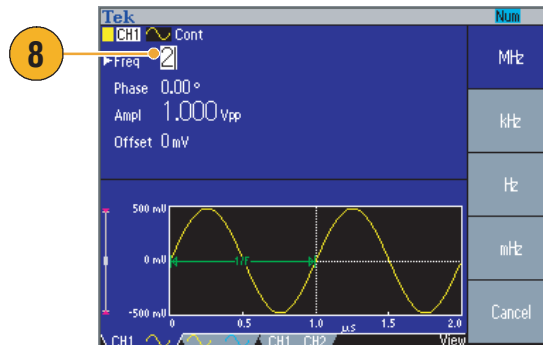 Tek
Num
CH1 Cont
8
Freq 2
Phase 0.00 °
Ampl 1.000 Vpp
Offset 0 mV
MHz
kHz
Hz
mHz
Cancel
500 mV
0 mV
-500 mV
1/F
0 0.5 1.0 1.5 2.0
µs
CH1 CH1 CH2 View